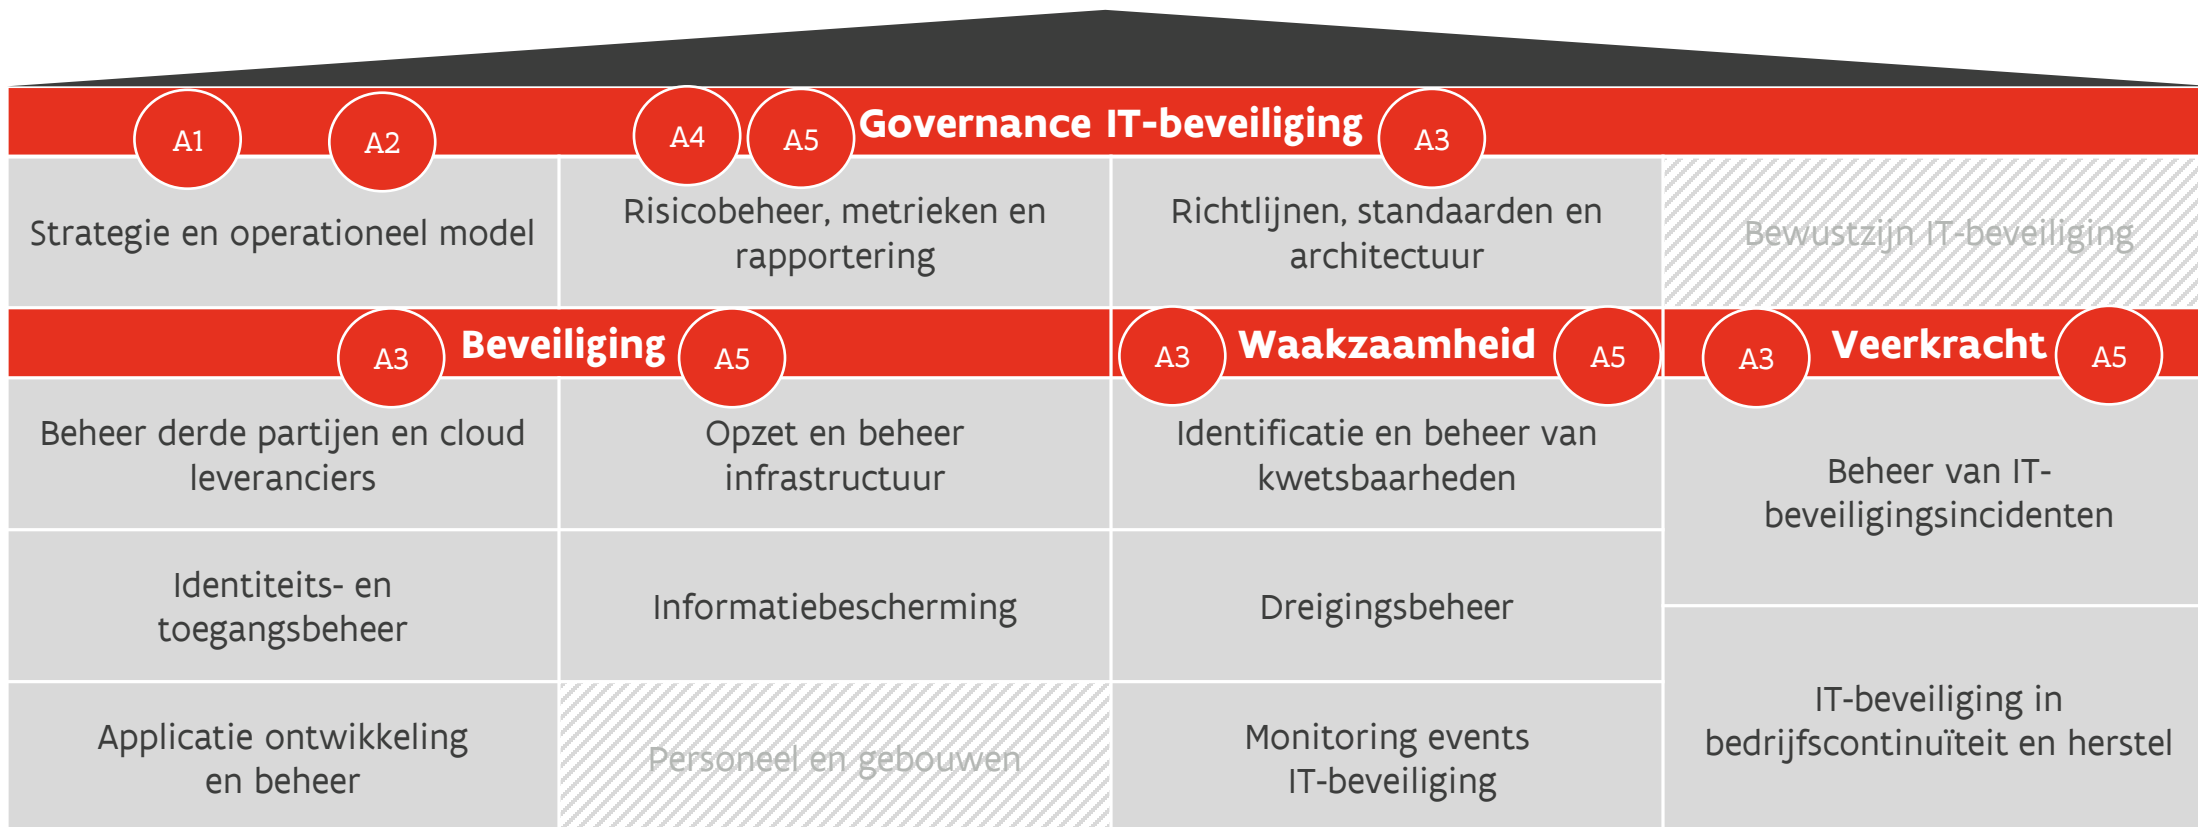 A1
A2
A4
A5
Governance IT-beveiliging
A3
Strategie en operationeel model
Risicobeheer, metrieken en
rapportering
Richtlijnen, standaarden en
architectuur
Bewustzijn IT-beveiliging
A3
Beveiliging
A5
A3
Waakzaamheid
A5
A3
Veerkracht
A5
Beheer derde partijen en cloud
leveranciers
Opzet en beheer
infrastructuur
Identificatie en beheer van
kwetsbaarheden
Beheer van IT-
beveiligingsincidenten
Identiteits- en
toegangsbeheer
Informatiebescherming
Dreigingsbeheer
Applicatie ontwikkeling
en beheer
Personeel en gebouwen
Monitoring events
IT-beveiliging
IT-beveiliging in
bedrijfscontinuïteit en herstel